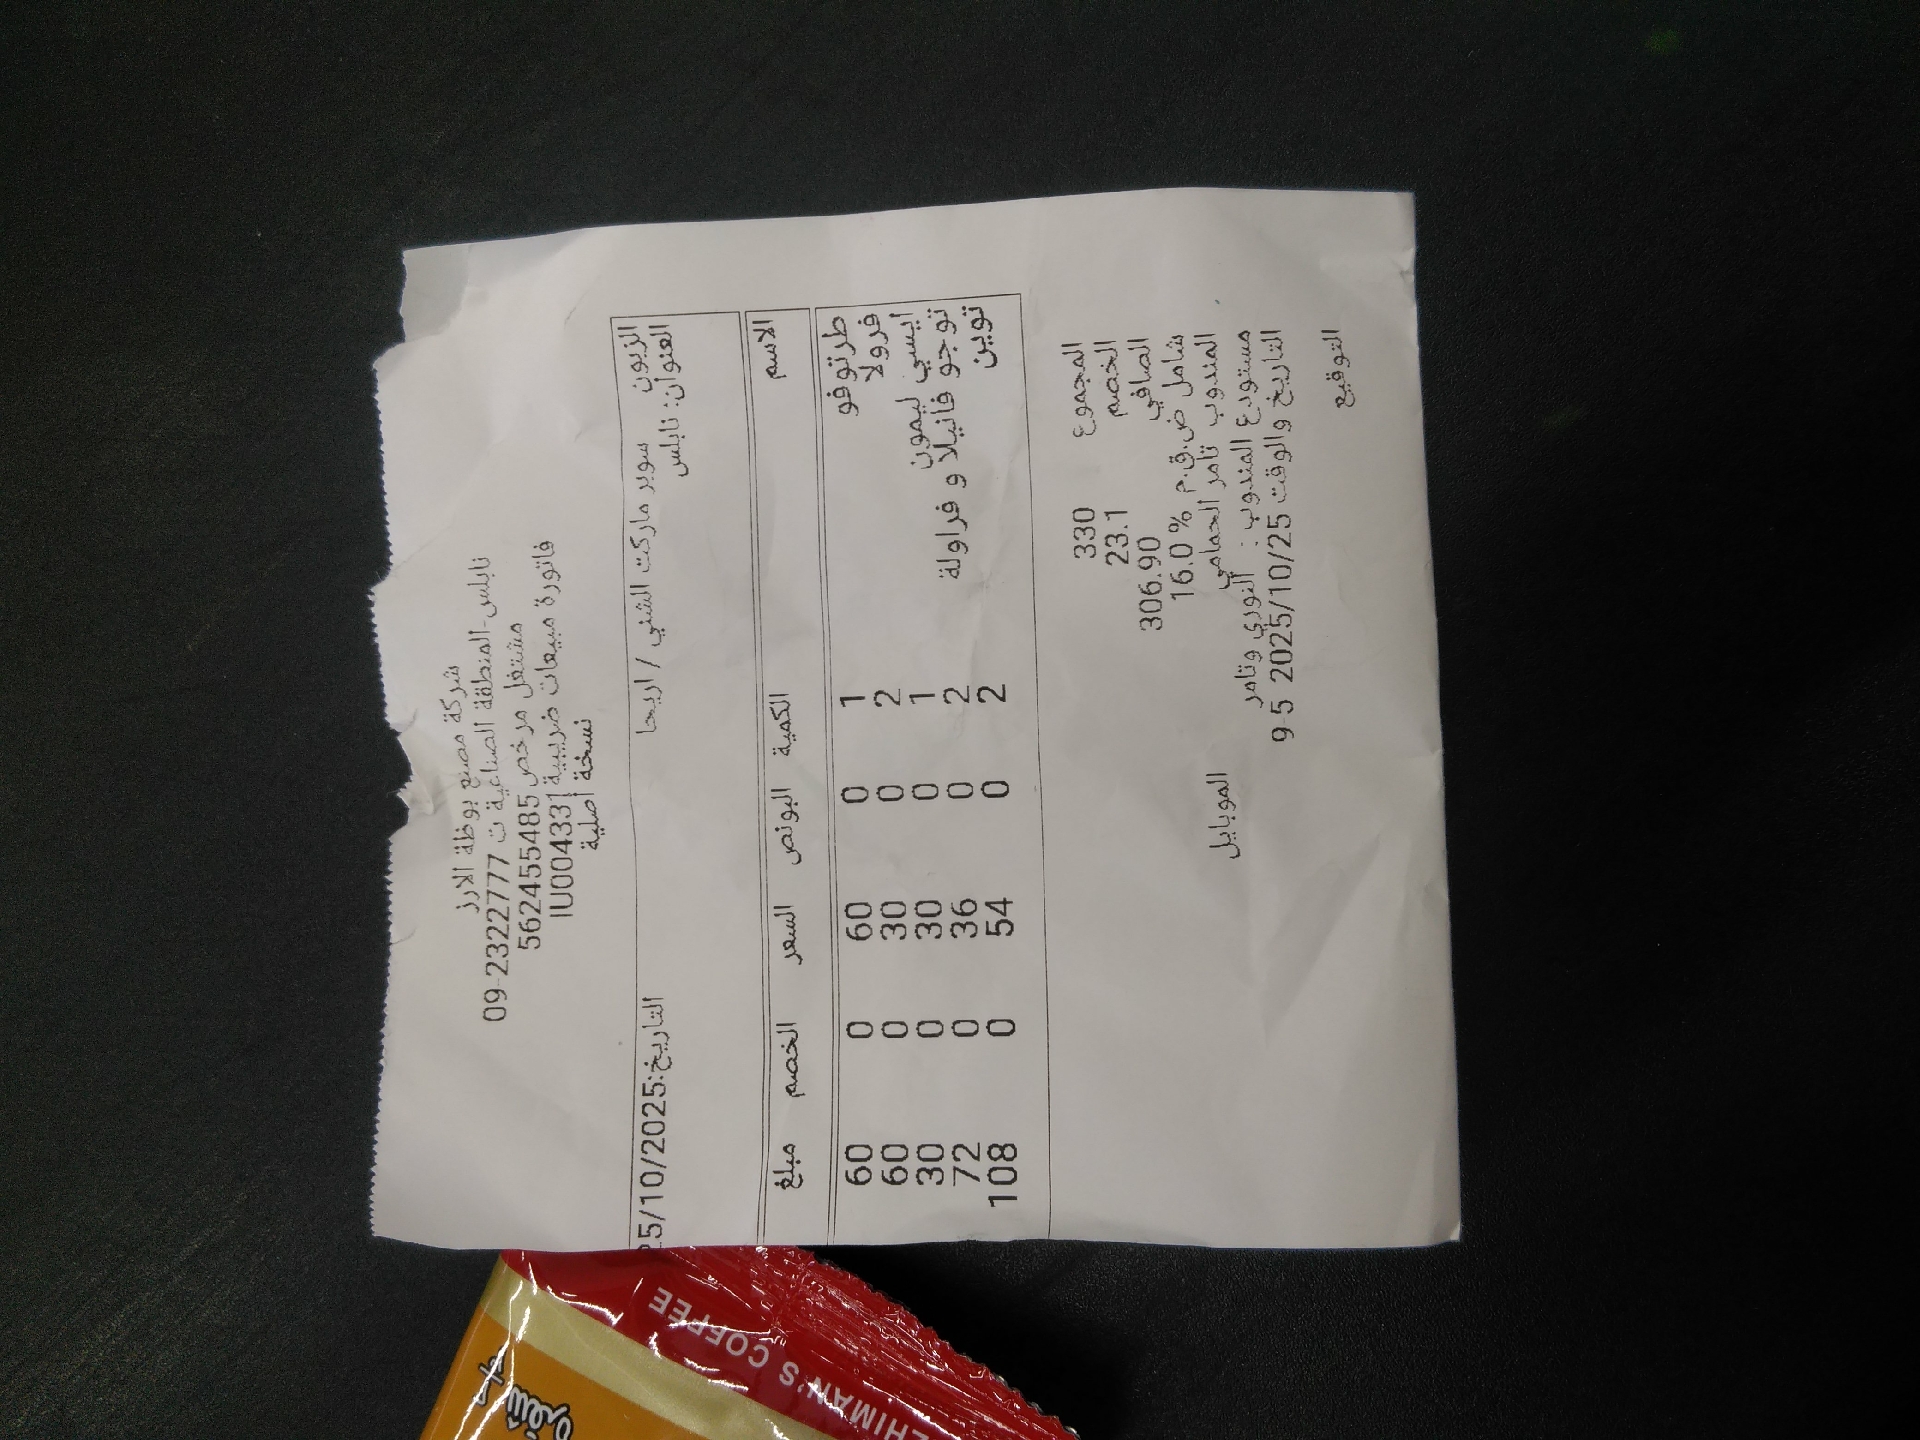 شركة مصنع بوظة الارز
نابلس-المنطقة الصناعية ت 09-2322777
مشتغل مرخص 562455485
فاتورة مبيعات ضريبية IU0004331
نسخة أصلية
الزبون سوبر ماركت الشني / اريحا التاريخ:25/10/2025
العنوان: نابلس
الاسم الكمية البونص السعر الخصم مبلغ
طرتوفو 1 0 60 0 60
فرولا 2 0 30 0 60
أيسي ليمون 1 0 30 0 30
توجو فانيلا و فراولة 2 0 36 0 72
توين 2 0 54 0 108
المجموع 330
الخصم 23.1
الصافي 306.90
شامل ض.ق.م % 16.0
المندوب تامر الحمامي الموبايل
مستودع المندوب : النوري وتامر
التاريخ والوقت 2025/10/25 9-5
التوقيع
ZHIMAN'S COFFEE